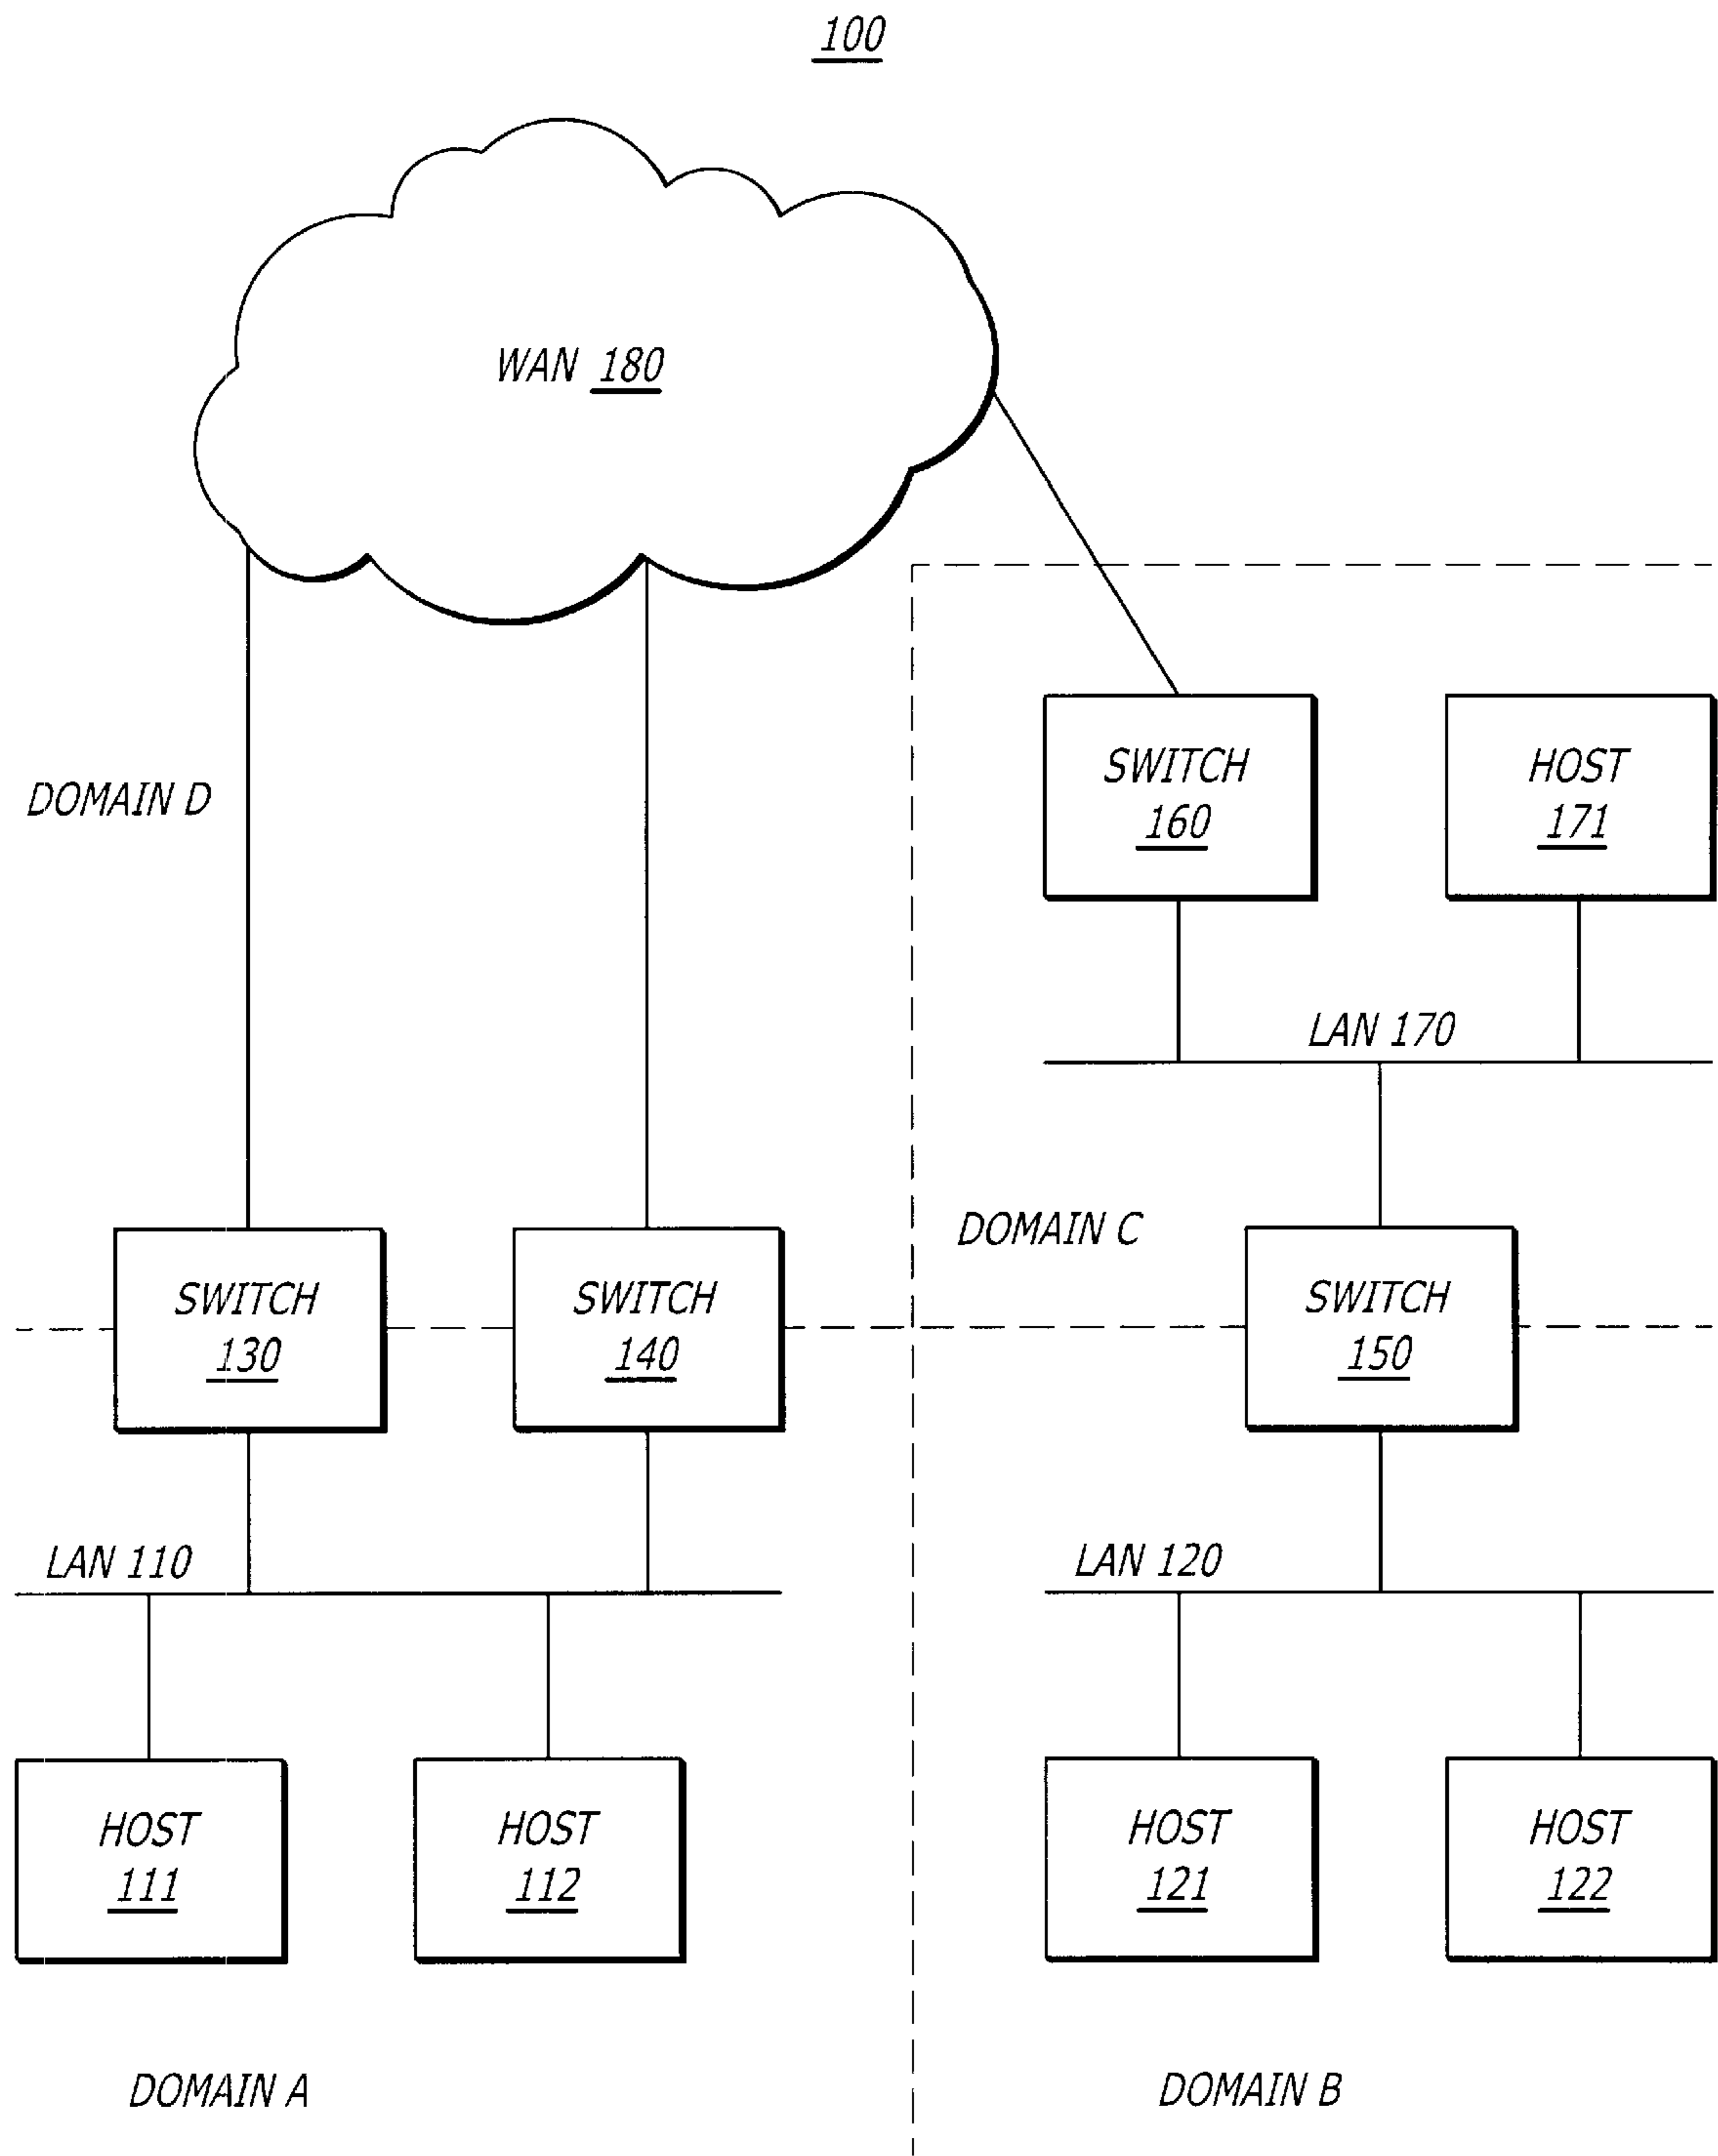 100
WAN 180
DOMAIN D
SWITCH
160
HOST
171
LAN 170
DOMAIN C
SWITCH
130
SWITCH
140
SWITCH
150
LAN 110
LAN 120
HOST
111
HOST
112
HOST
121
HOST
122
DOMAIN A
DOMAIN B